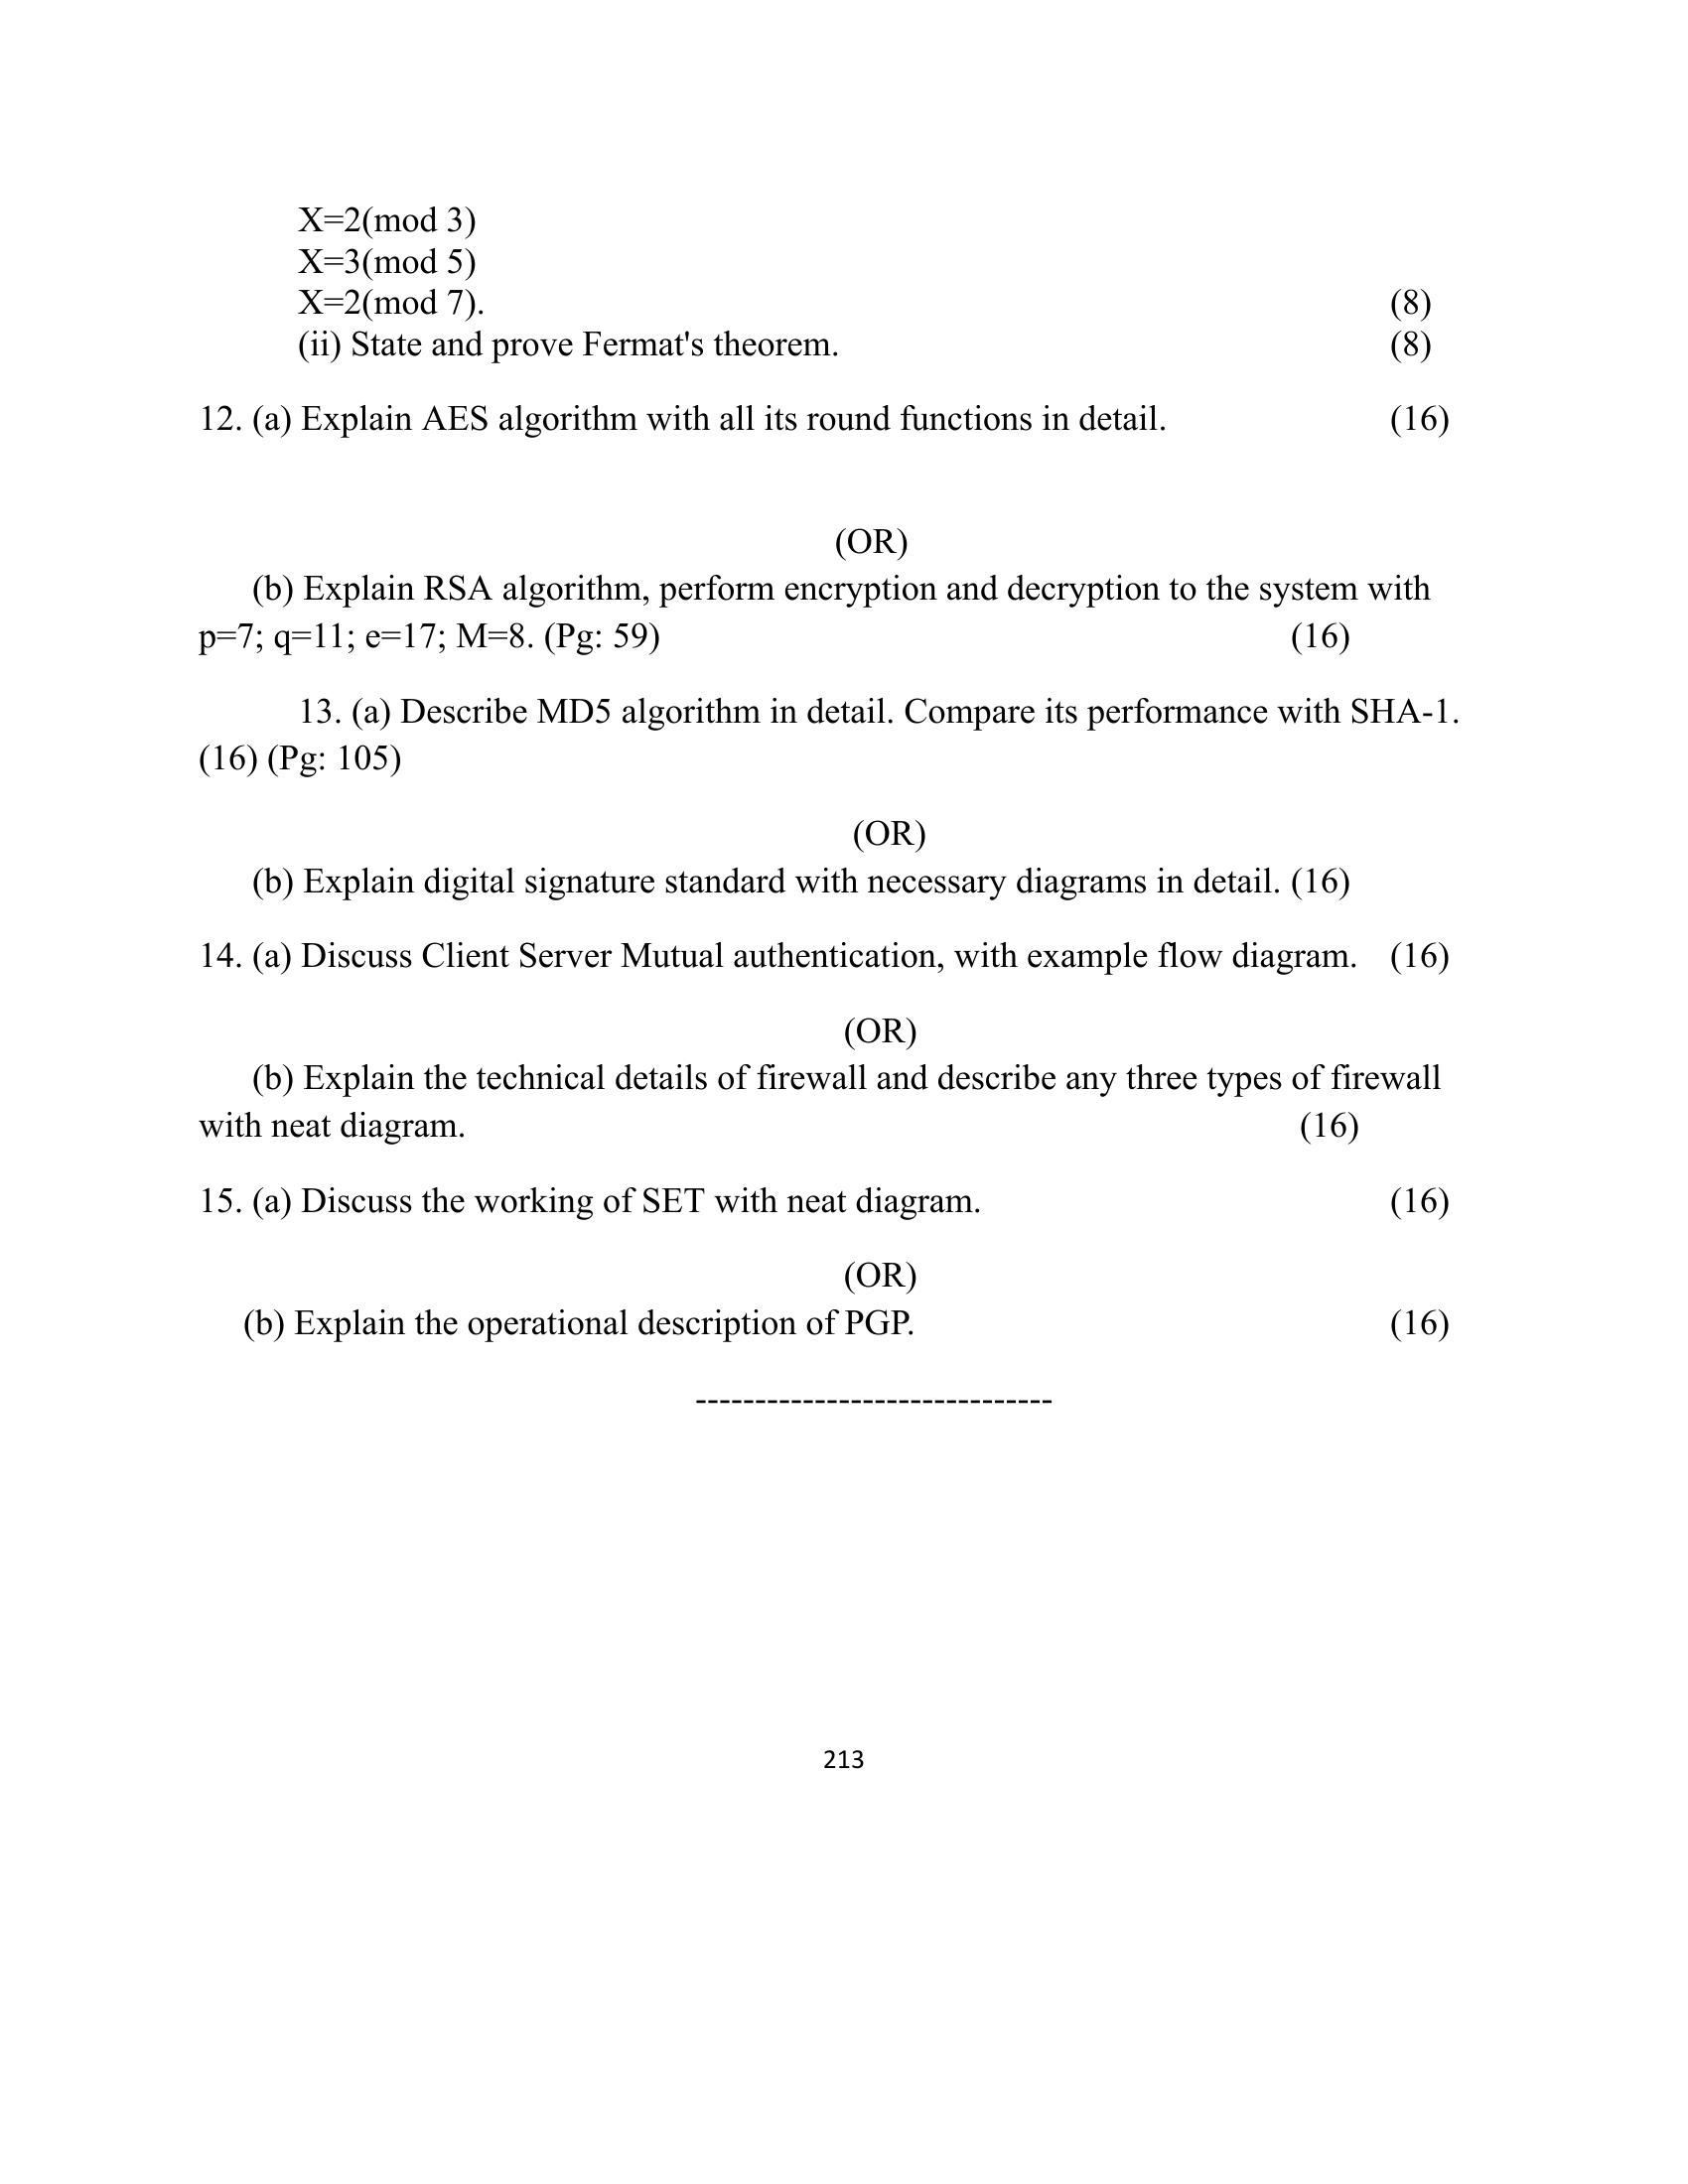 X=2(mod 3)
X=3(mod 5)
X=2(mod 7). (8)
(ii) State and prove Fermat's theorem. (8)
12. (a) Explain AES algorithm with all its round functions in detail. (16)
(OR)
(b) Explain RSA algorithm, perform encryption and decryption to the system with
p=7; q=11; e=17; M=8. (Pg: 59) (16)
13. (a) Describe MD5 algorithm in detail. Compare its performance with SHA-1.
(16) (Pg: 105)
(OR)
(b) Explain digital signature standard with necessary diagrams in detail. (16)
14. (a) Discuss Client Server Mutual authentication, with example flow diagram. (16)
(OR)
(b) Explain the technical details of firewall and describe any three types of firewall
with neat diagram. (16)
15. (a) Discuss the working of SET with neat diagram. (16)
(OR)
(b) Explain the operational description of PGP. (16)
------------------------------
213